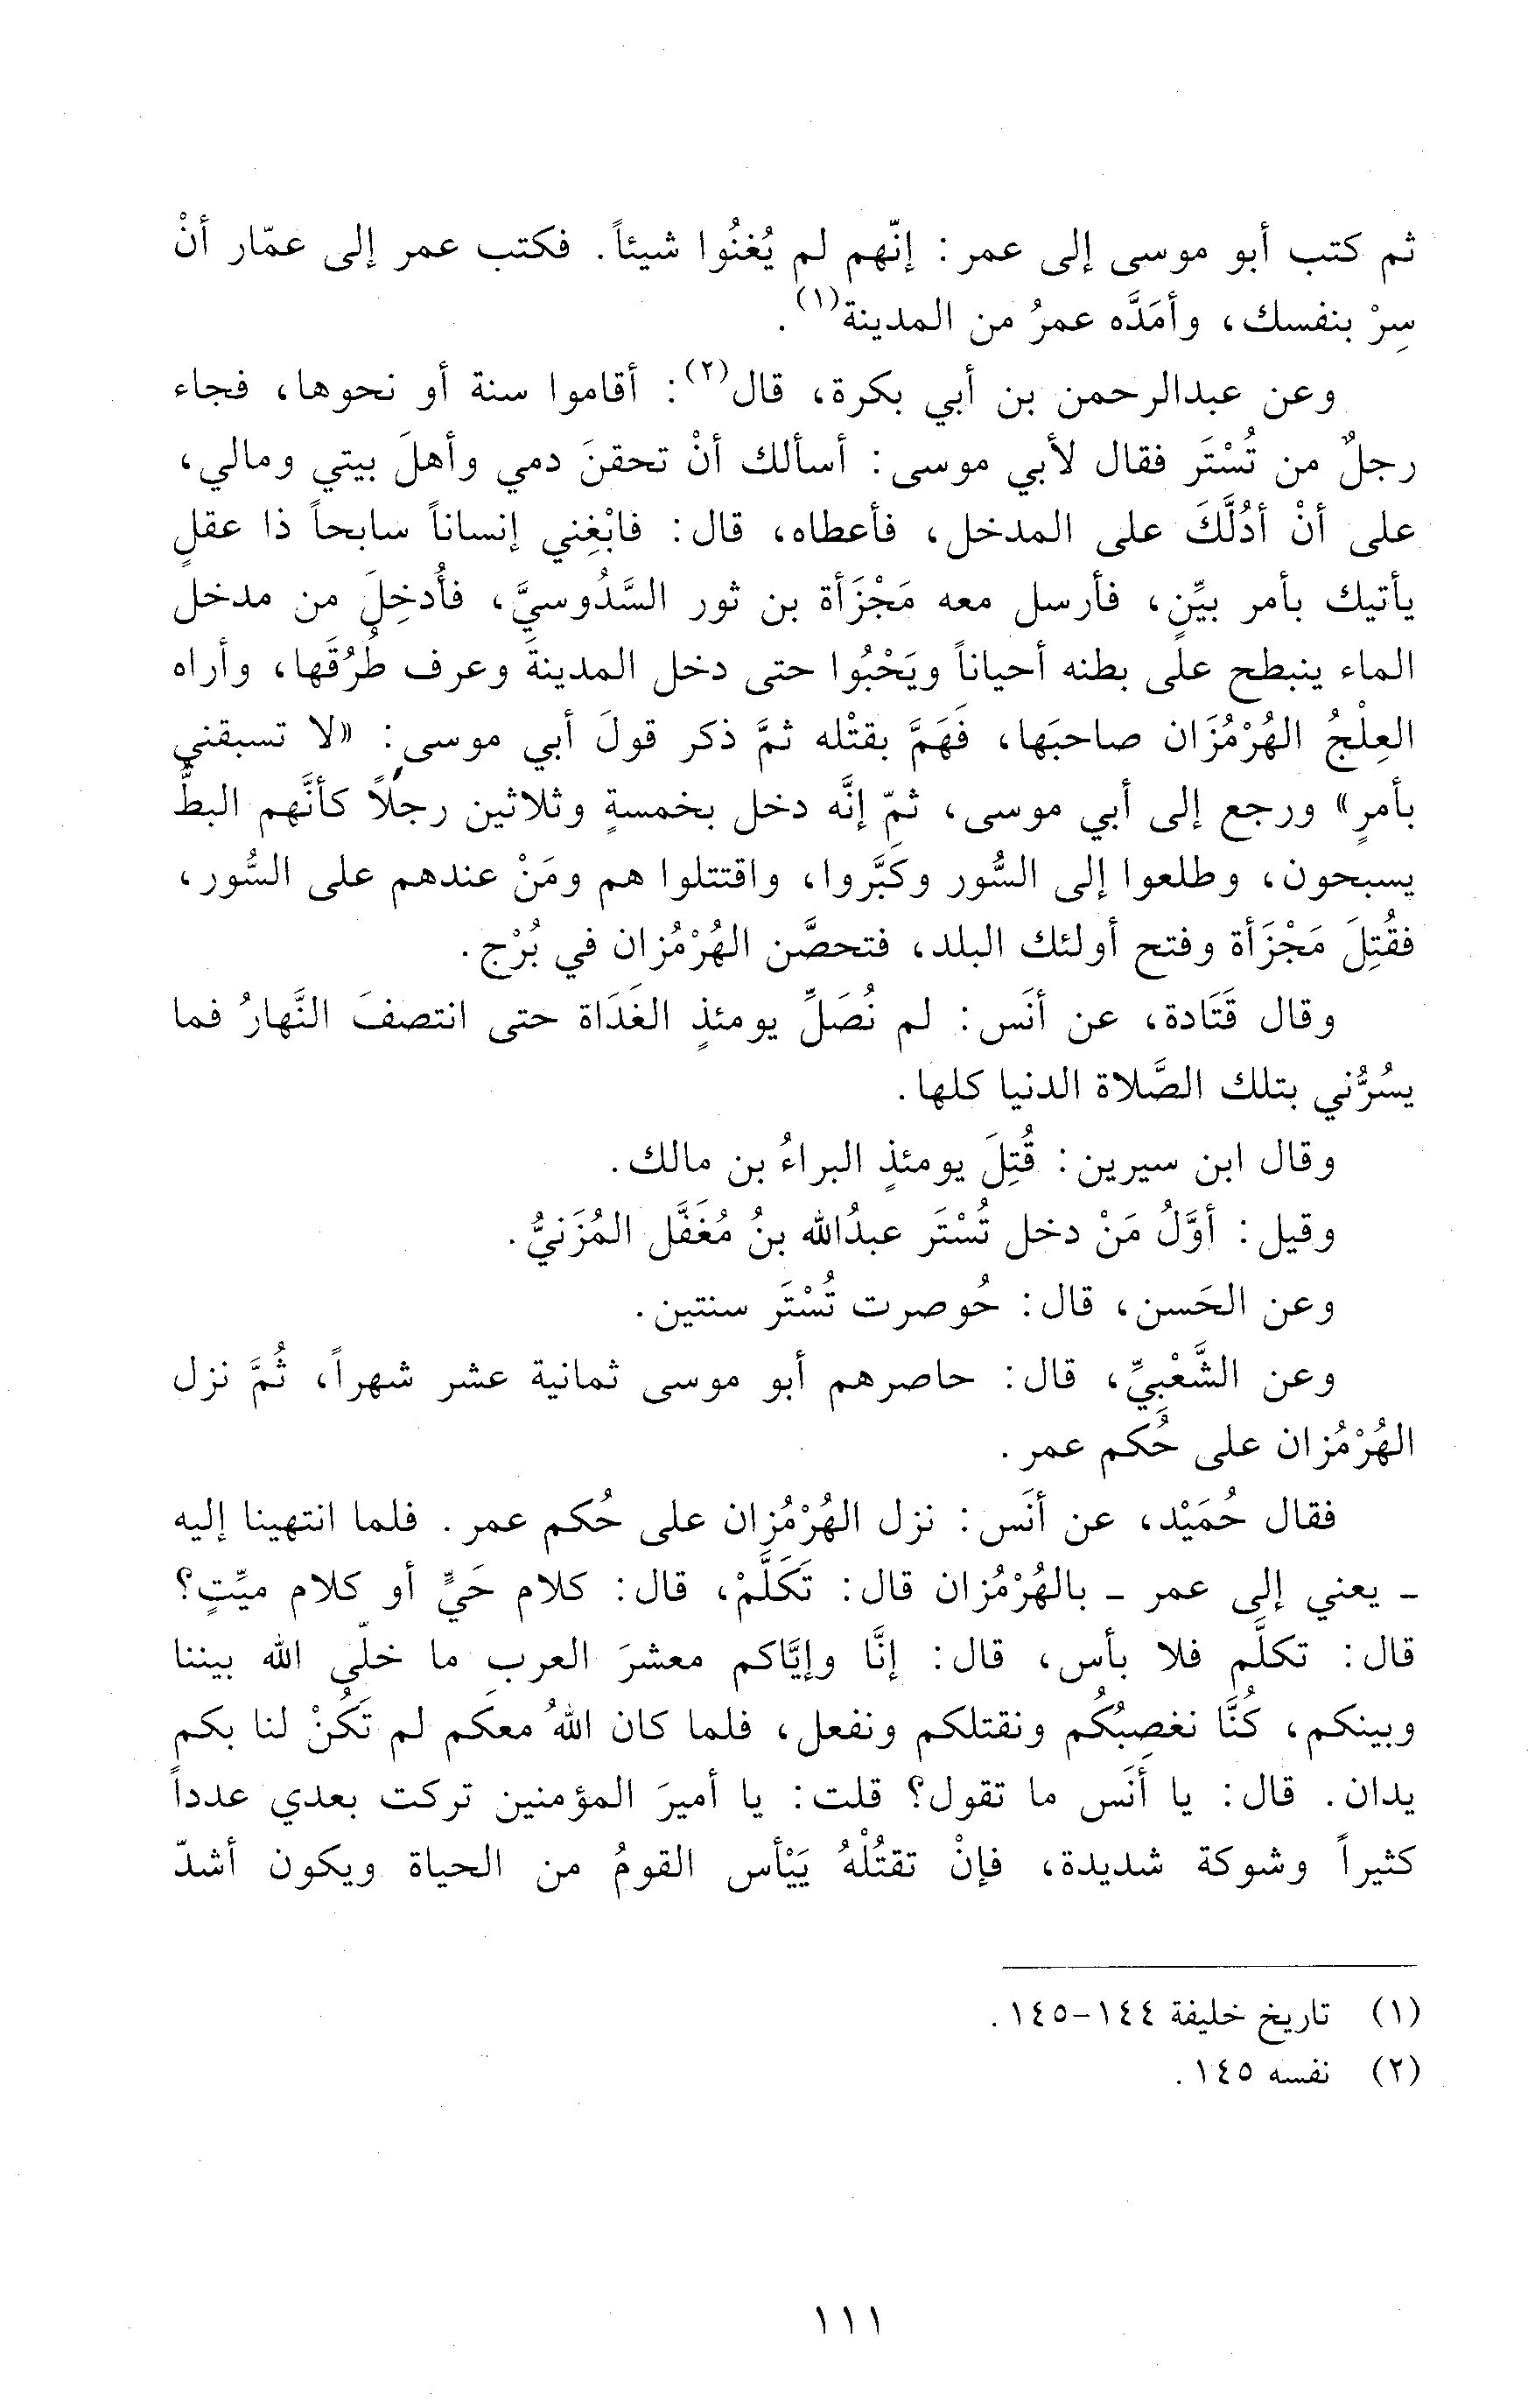 ثم كتب أبو موسى إلى عمر: إنّهم لم يُغنُوا شيئاً. فكتب عمر إلى عمّار أنْ
سِرْ بنفسك، وأمَدَّه عمرُ من المدينة(١).
وعن عبدالرحمن بن أبي بكرة، قال(٢): أقاموا سنة أو نحوها، فجاء
رجلٌ من تُسْتَر فقال لأبي موسى: أسألك أنْ تحقنَ دمي وأهلَ بيتي ومالي،
على أنْ أدُلَّكَ على المدخل، فأعطاه، قال: فابْغِني إنساناً سابحاً ذا عقلٍ
يأتيك بأمر بيِّنٍ، فأرسل معه مَجْزَأة بن ثور السَّدُوسيَّ، فأُدخِلَ من مدخل
الماء ينبطح على بطنه أحياناً ويَحْبُوا حتى دخل المدينةَ وعرف طُرُقَها، وأراه
العِلْجُ الهُرْمُزَان صاحبَها، فَهَمَّ بقتْله ثمَّ ذكر قولَ أبي موسى: «لا تسبقني
بأمرٍ» ورجع إلى أبي موسى، ثمّ إنَّه دخل بخمسةٍ وثلاثين رجلاً كأنَّهم البطُّ
يسبحون، وطلعوا إلى السُّور وكَبَّروا، واقتتلوا هم ومَنْ عندهم على السُّور،
فقُتِلَ مَجْزَأة وفتح أولئك البلد، فتحصَّن الهُرْمُزان في بُرْج.
وقال قَتَادة، عن أنَس: لم نُصَلِّ يومئذٍ الغَدَاة حتى انتصفَ النَّهارُ فما
يسُرُّني بتلك الصَّلاة الدنيا كلها.
وقال ابن سيرين: قُتِلَ يومئذٍ البراءُ بن مالك.
وقيل: أوَّلُ مَنْ دخل تُسْتَر عبدُالله بنُ مُغَفَّل المُزَنيُّ.
وعن الحَسن، قال: حُوصرت تُسْتَر سنتين.
وعن الشَّعْبِيِّ، قال: حاصرهم أبو موسى ثمانية عشر شهراً، ثُمَّ نزل
الهُرْمُزان على حُكم عمر.
فقال حُمَيْد، عن أنَس: نزل الهُرْمُزان على حُكم عمر. فلما انتهينا إليه
ـ يعني إلى عمر ـ بالهُرْمُزان قال: تَكَلَّمْ، قال: كلام حَيٍّ أو كلام ميِّتٍ؟
قال: تكلَّم فلا بأس، قال: إنَّا وإيَّاكم معشرَ العرب ما خلّى الله بيننا
وبينكم، كُنَّا نغصِبُكُم ونقتلكم ونفعل، فلما كان اللهُ معكَم لم تَكُنْ لنا بكم
يدان. قال: يا أنَس ما تقول؟ قلت: يا أميرَ المؤمنين تركت بعدي عدداً
كثيراً وشوكة شديدة، فإنْ تقتُلْهُ يَيْأس القومُ من الحياة ويكون أشدّ
(١) تاريخ خليفة ١٤٤-١٤٥.
(٢) نفسه ١٤٥.
١١١